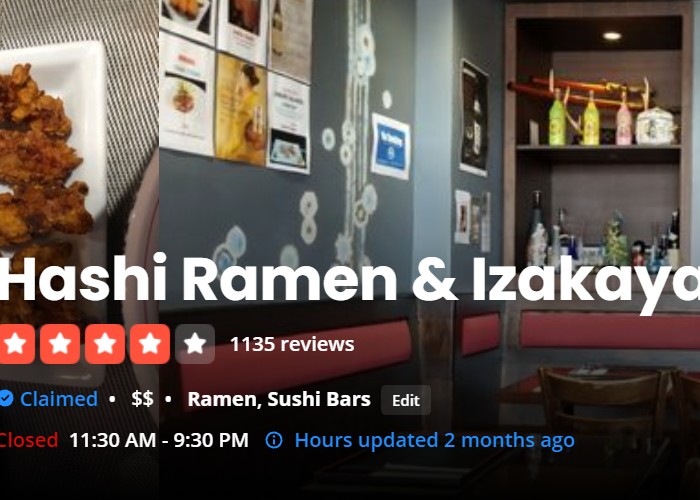 Hashi Ramen & Izakaya
1135 reviews
Claimed • $$ • Ramen, Sushi Bars Edit
Closed 11:30 AM - 9:30 PM Hours updated 2 months ago